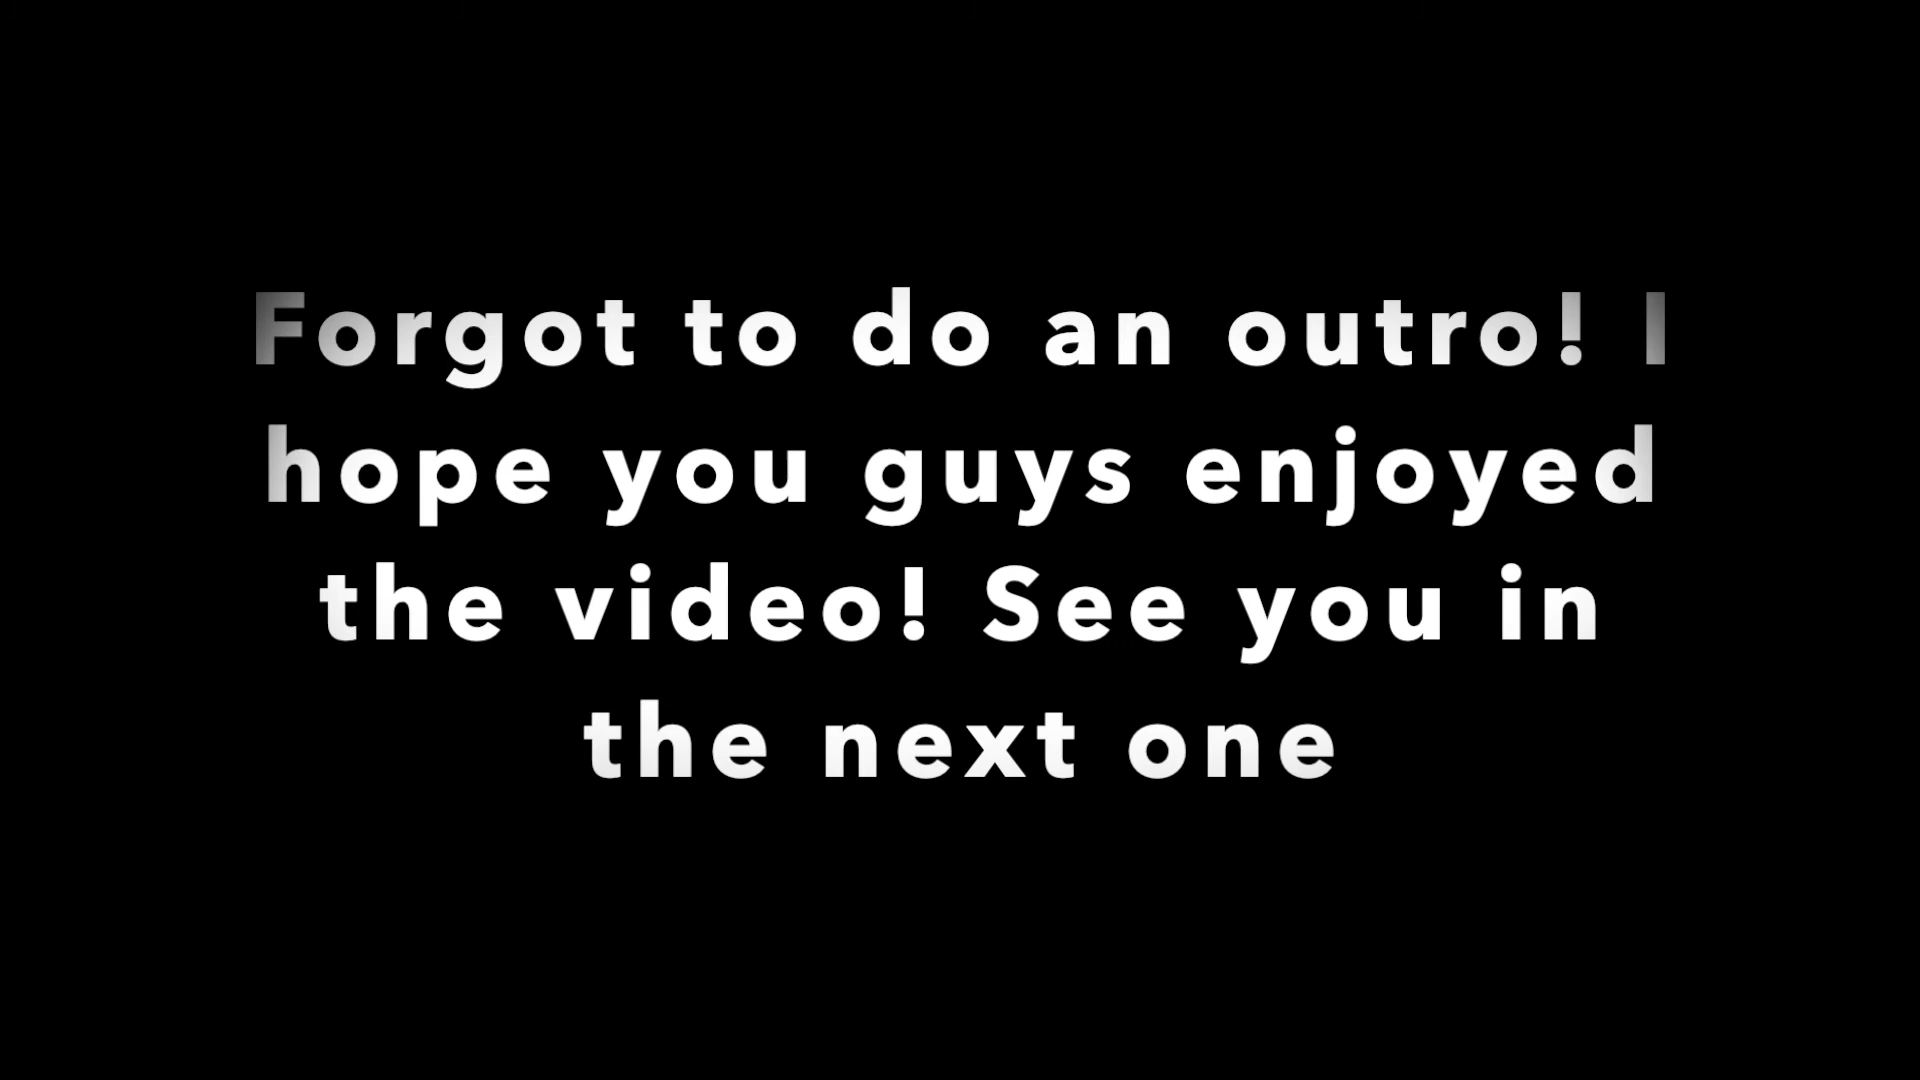 Forgot to do an outro! I
hope you guys enjoyed
the video! See you in
the next one